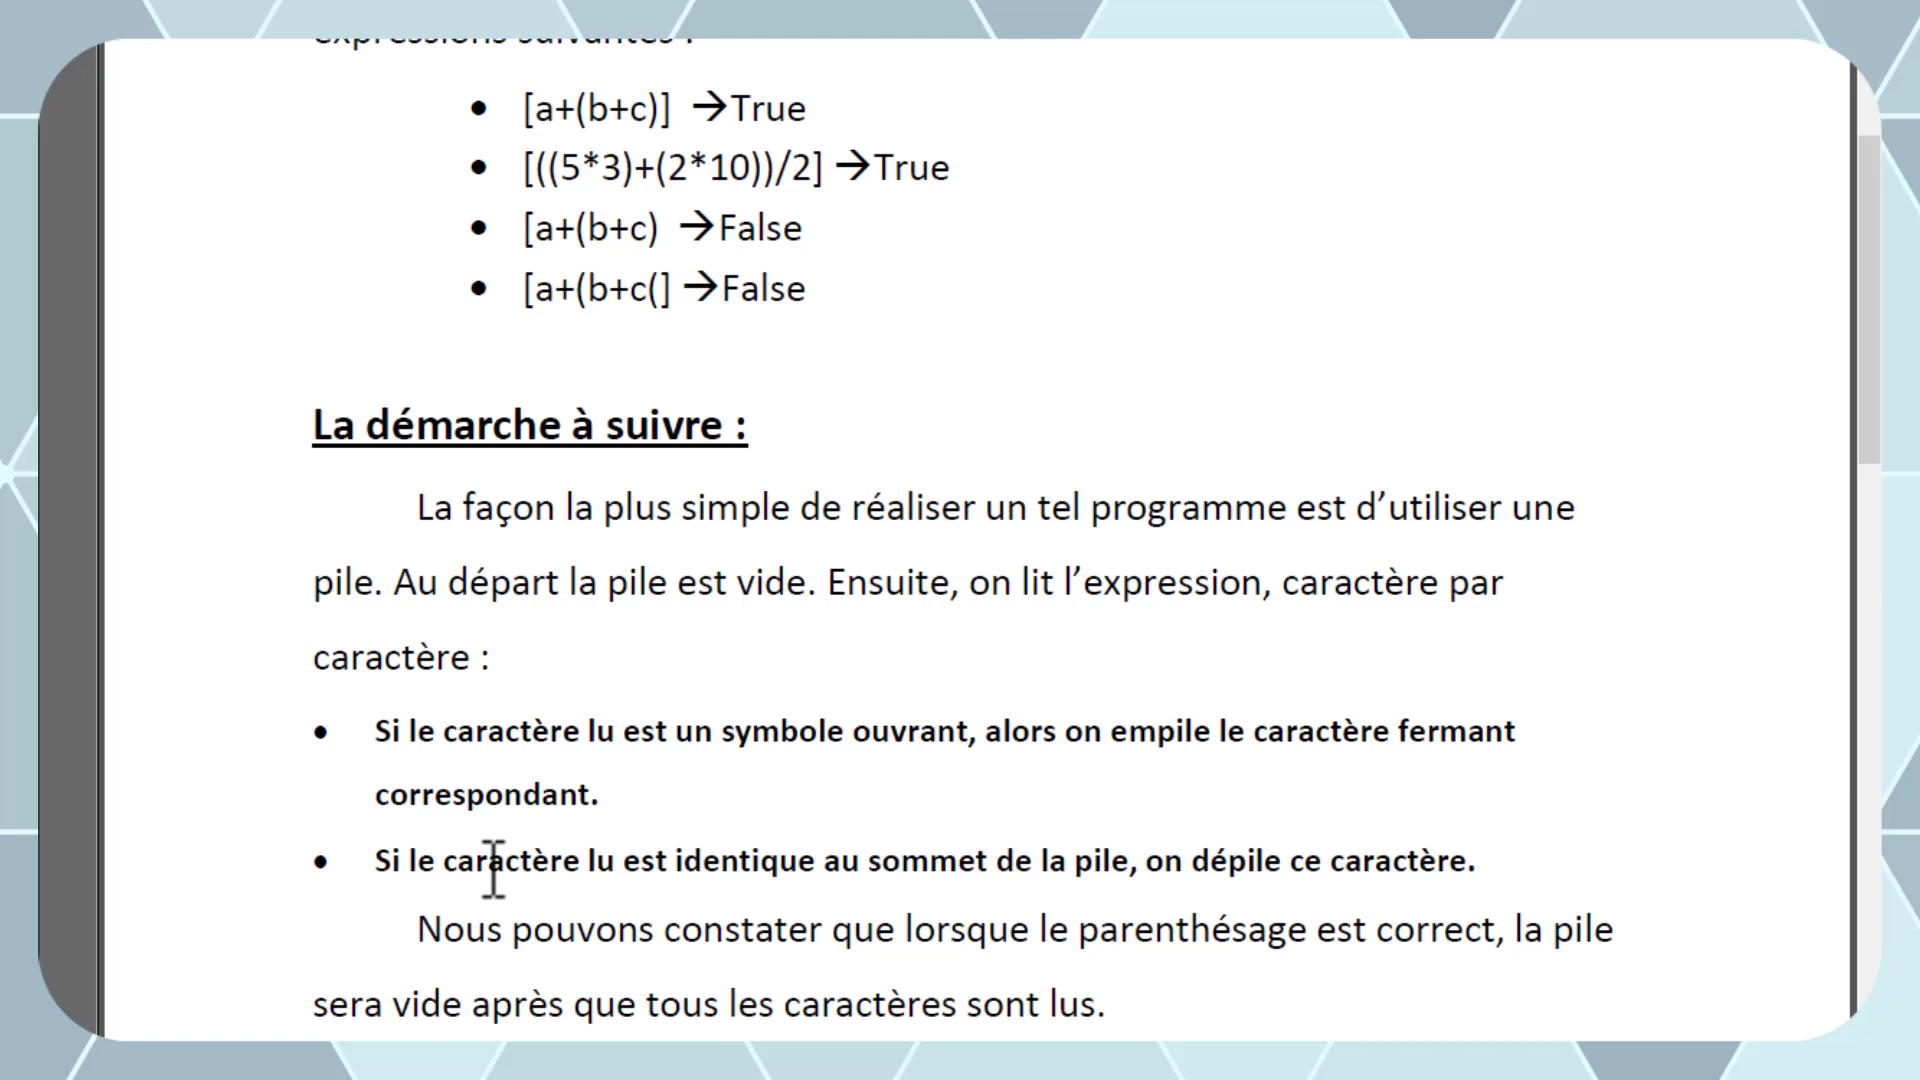 expressions suivantes :
• [a+(b+c)] →True
• [((5*3)+(2*10))/2] →True
• [a+(b+c) →False
• [a+(b+c(] →False
La démarche à suivre :
La façon la plus simple de réaliser un tel programme est d’utiliser une
pile. Au départ la pile est vide. Ensuite, on lit l’expression, caractère par
caractère :
• Si le caractère lu est un symbole ouvrant, alors on empile le caractère fermant
correspondant.
• Si le caractère lu est identique au sommet de la pile, on dépile ce caractère.
Nous pouvons constater que lorsque le parenthésage est correct, la pile
sera vide après que tous les caractères sont lus.